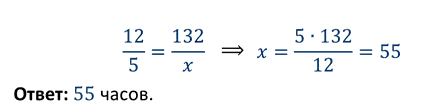 12/5 = 132/x ⟹ x = (5 · 132)/12 = 55
Ответ: 55 часов.